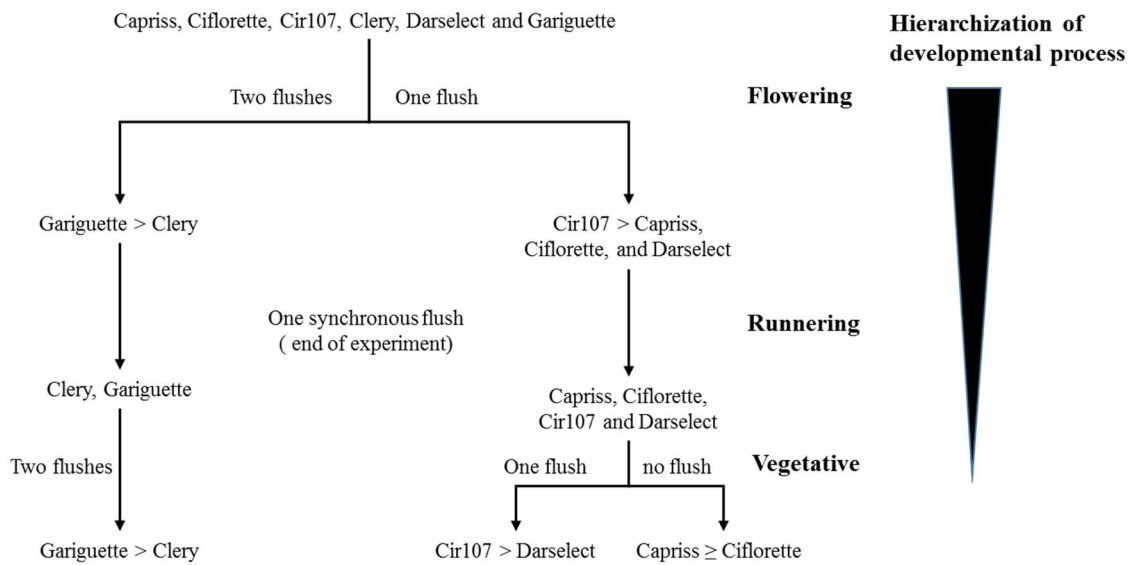 Capriss, Ciflorette, Cir107, Clery, Darselect and Gariguette
Hierarchization of
developmental process
Two flushes
One flush
Flowering
Gariguette > Clery
Cir107 > Capriss,
Ciflorette, and Darselect
One synchronous flush
( end of experiment)
Runnering
Clery, Gariguette
Capriss, Ciflorette,
Cir107 and Darselect
Two flushes
One flush
no flush
Vegetative
Gariguette > Clery
Cir107 > Darselect
Capriss ≥ Ciflorette